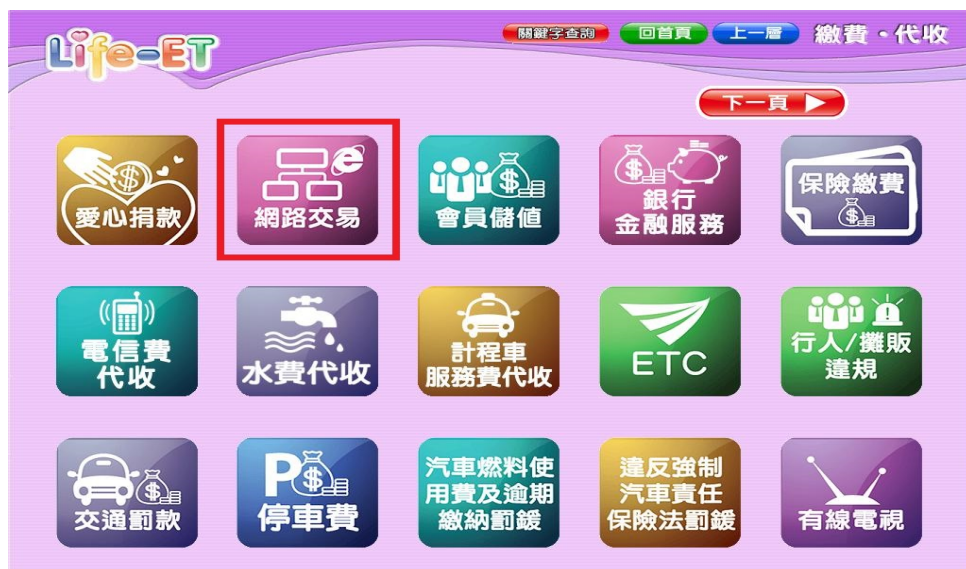 Life-ET
關鍵字查詢
回首頁
上一層
繳費・代收
下一頁
愛心捐款
網路交易
會員儲值
銀行
金融服務
保險繳費
電信費
代收
水費代收
計程車
服務費代收
ETC
行人/攤販
違規
交通罰款
P
停車費
汽車燃料使
用費及逾期
繳納罰鍰
違反強制
汽車責任
保險法罰鍰
有線電視